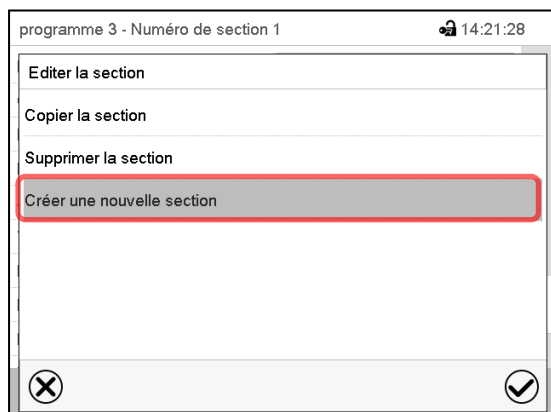 programme 3 - Numéro de section 1 14:21:28
Editer la section
Copier la section
Supprimer la section
Créer une nouvelle section